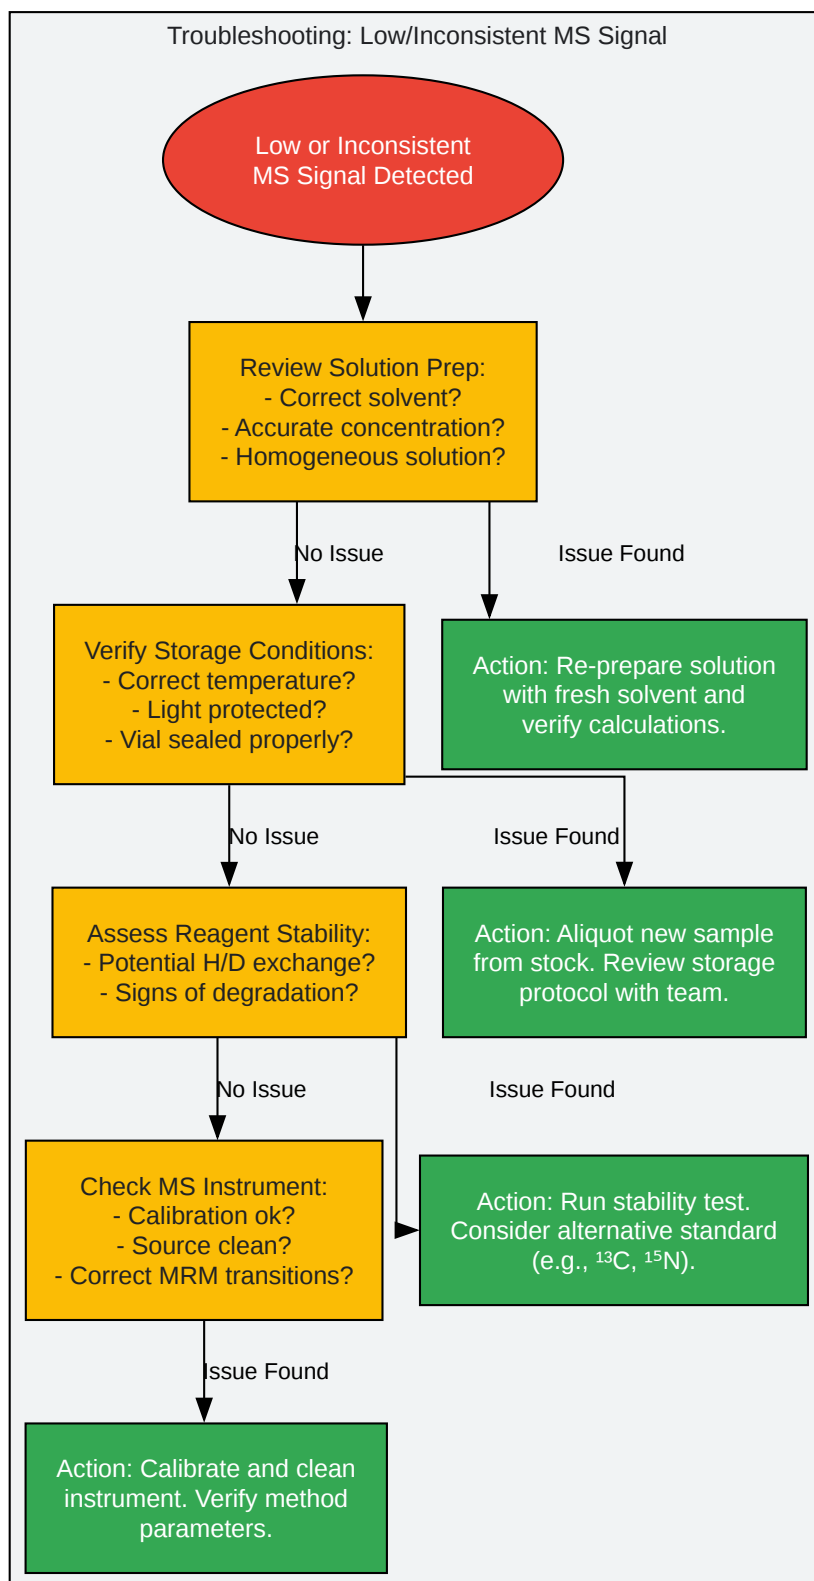 Troubleshooting: Low/Inconsistent MS Signal
Low or Inconsistent
MS Signal Detected
Review Solution Prep:
- Correct solvent?
- Accurate concentration?
- Homogeneous solution?
No Issue
Issue Found
Verify Storage Conditions:
- Correct temperature?
- Light protected?
- Vial sealed properly?
Action: Re-prepare solution
with fresh solvent and
verify calculations.
No Issue
Issue Found
Assess Reagent Stability:
- Potential H/D exchange?
- Signs of degradation?
Action: Aliquot new sample
from stock. Review storage
protocol with team.
No Issue
Issue Found
Check MS Instrument:
- Calibration ok?
- Source clean?
- Correct MRM transitions?
Action: Run stability test.
Consider alternative standard
(e.g., ¹³C, ¹⁵N).
Issue Found
Action: Calibrate and clean
instrument. Verify method
parameters.